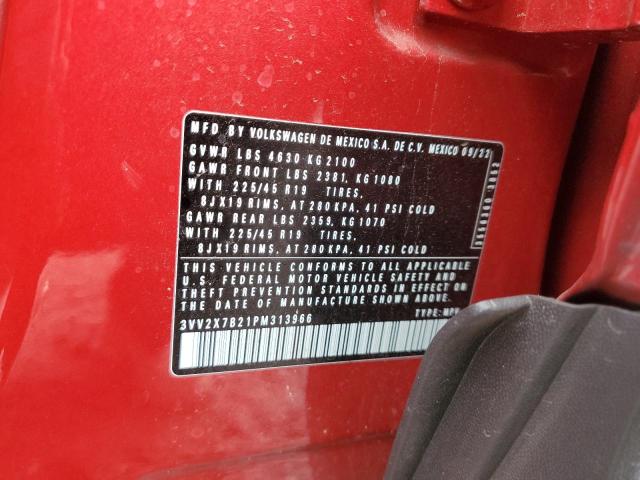 MFD BY VOLKSWAGEN DE MEXICO S.A. DE C.V. MEXICO 09/22
GVWR LBS 4630 KG 2100
GAWR FRONT LBS 2381, KG 1080
WITH 225/45 R19 TIRES,
8JX19 RIMS, AT 280 KPA, 41 PSI COLD
GAWR REAR LBS 2359, KG 1070
WITH 225/45 R19 TIRES,
8JX19 RIMS, AT 280 KPA, 41 PSI COLD
THIS VEHICLE CONFORMS TO ALL APPLICABLE
U.S. FEDERAL MOTOR VEHICLE SAFETY AND
THEFT PREVENTION STANDARDS IN EFFECT ON THE
DATE OF MANUFACTURE SHOWN ABOVE.
3VV2X7B21PM313966 TYPE: